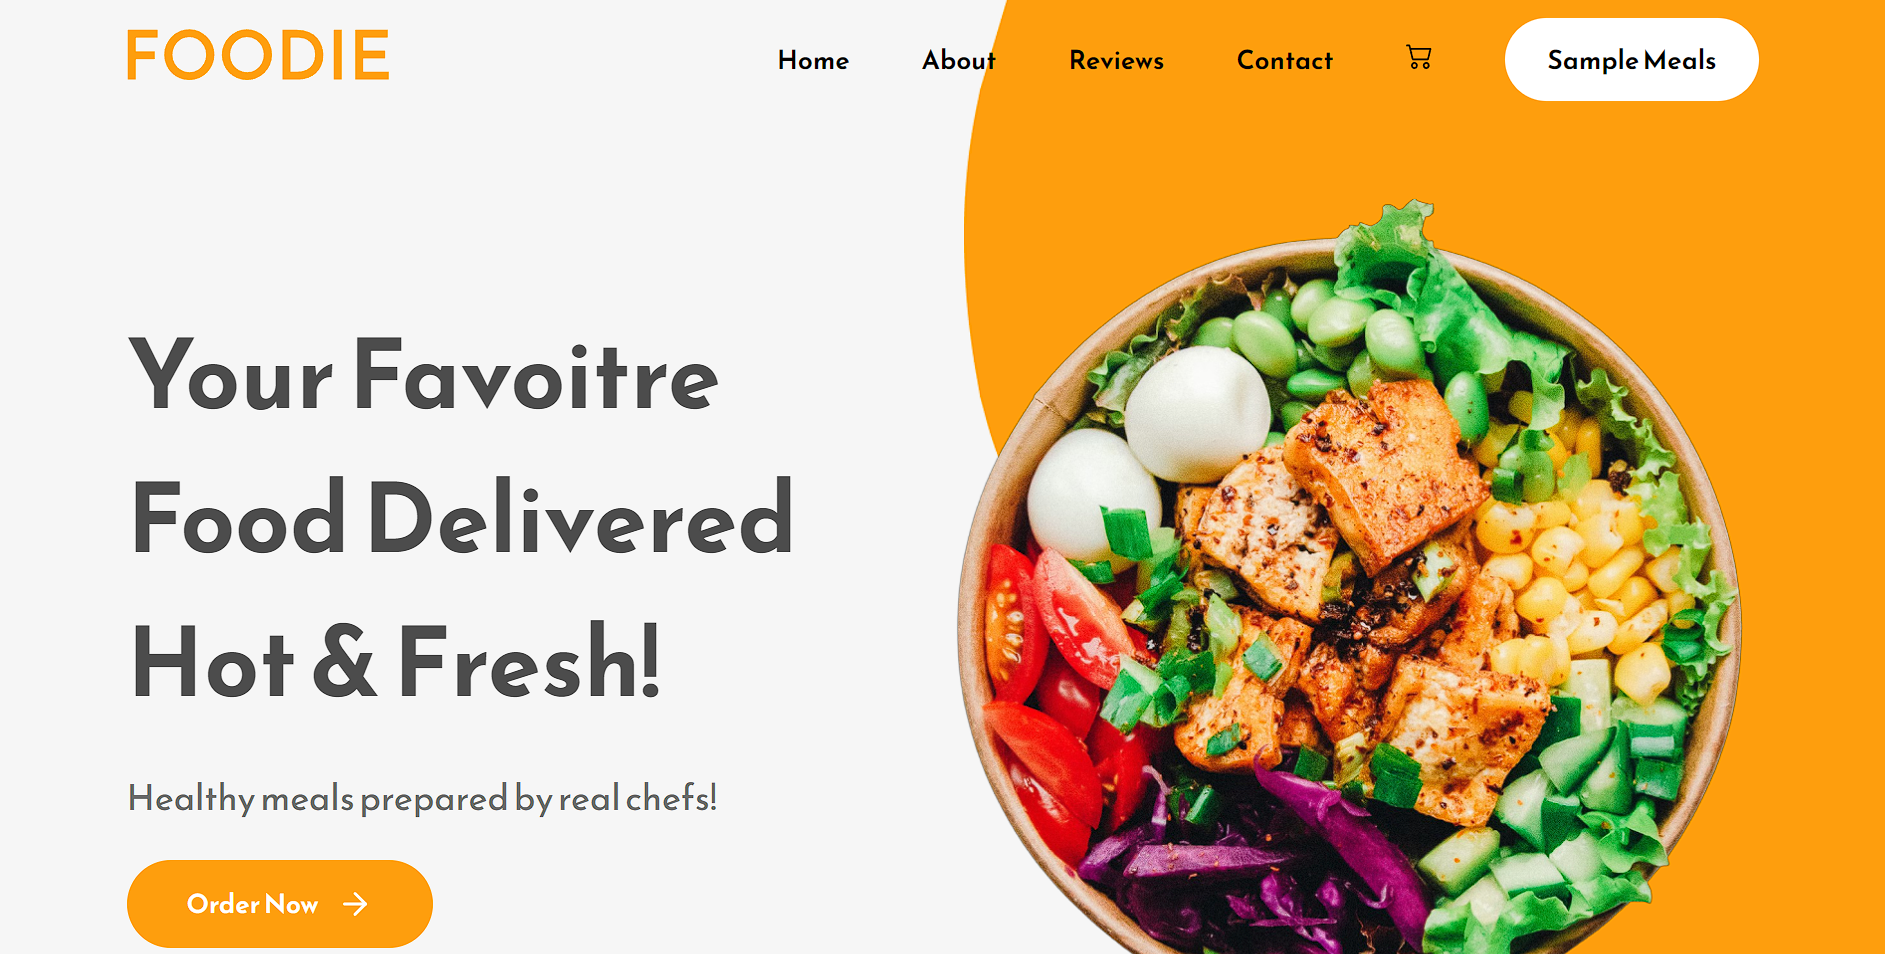 FOODIE
Home
About
Reviews
Contact
Sample Meals
Your Favoitre
Food Delivered
Hot & Fresh!
Healthy meals prepared by real chefs!
Order Now